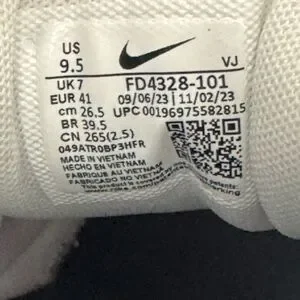 US VJ
9.5
UK 7 FD4328-101
EUR 41 09/06/23 11/02/23
cm 26.5 UPC 00196975582815
BR 39.5
CN 265(2.5)
049ATR0BP3HFR
MADE IN VIETNAM
HECHO EN VIETNAM
FABRIQUE AU VIETNAM